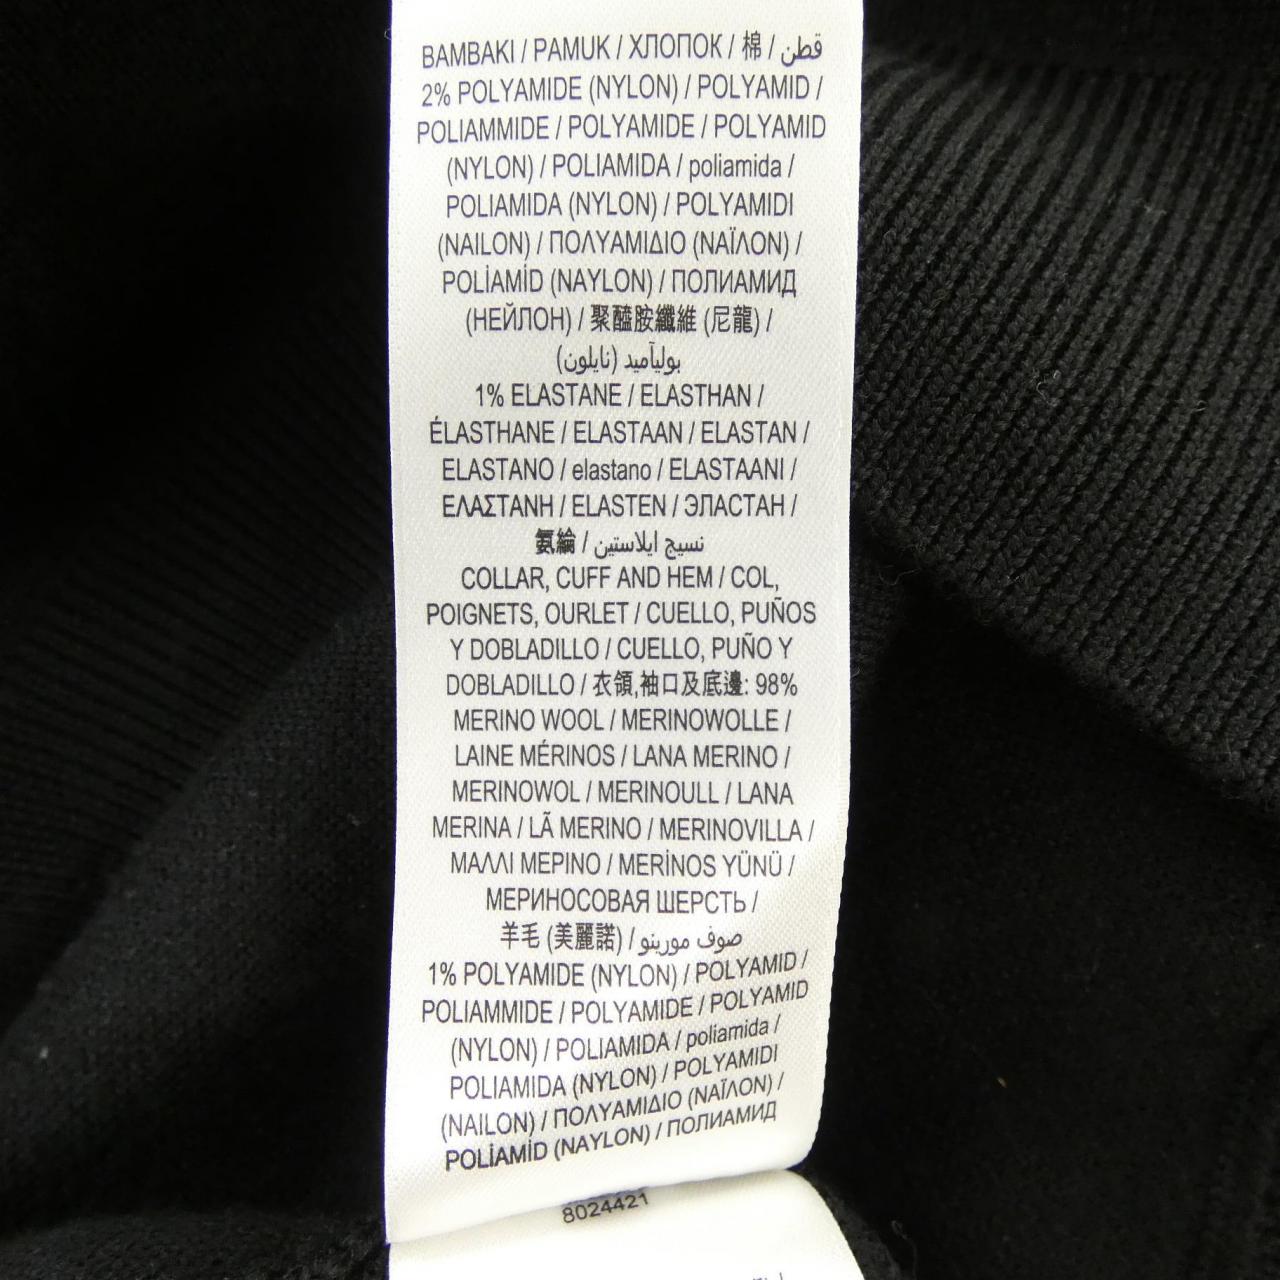 BAMBAKI / PAMUK / ХЛОПОК / 棉 / قطن
2% POLYAMIDE (NYLON) / POLYAMID /
POLIAMMIDE / POLYAMIDE / POLYAMID
(NYLON) / POLIAMIDA / poliamida /
POLIAMIDA (NYLON) / POLYAMIDI
(NAILON) / ΠΟΛΥΑΜΙΔΙΟ (ΝΑΪΛΟΝ) /
POLİAMİD (NAYLON) / ПОЛИАМИД
(НЕЙЛОН) / 聚醯胺纖維 (尼龍) /
بوليآميد (نايلون)
1% ELASTANE / ELASTHAN /
ÉLASTHANE / ELASTAAN / ELASTAN /
ELASTANO / elastano / ELASTAANI /
ΕΛΑΣΤΑΝΗ / ELASTEN / ЭЛАСТАН /
氨綸 / نسيج ايلاستين
COLLAR, CUFF AND HEM / COL,
POIGNETS, OURLET / CUELLO, PUÑOS
Y DOBLADILLO / CUELLO, PUÑO Y
DOBLADILLO / 衣領,袖口及底邊: 98%
MERINO WOOL / MERINOWOLLE /
LAINE MÉRINOS / LANA MERINO /
MERINOWOL / MERINOULL / LANA
MERINA / LÃ MERINO / MERINOVILLA /
ΜΑΛΛΙ ΜΕΡΙΝΟ / MERİNOS YÜNÜ /
МЕРИНОСОВАЯ ШЕРСТЬ /
羊毛 (美麗諾) / صوف مورينو
1% POLYAMIDE (NYLON) / POLYAMID /
POLIAMMIDE / POLYAMIDE / POLYAMID
(NYLON) / POLIAMIDA / poliamida /
POLIAMIDA (NYLON) / POLYAMIDI
(NAILON) / ΠΟΛΥΑΜΙΔΙΟ (ΝΑΪΛΟΝ) /
POLİAMİD (NAYLON) / ПОЛИАМИД
8024421